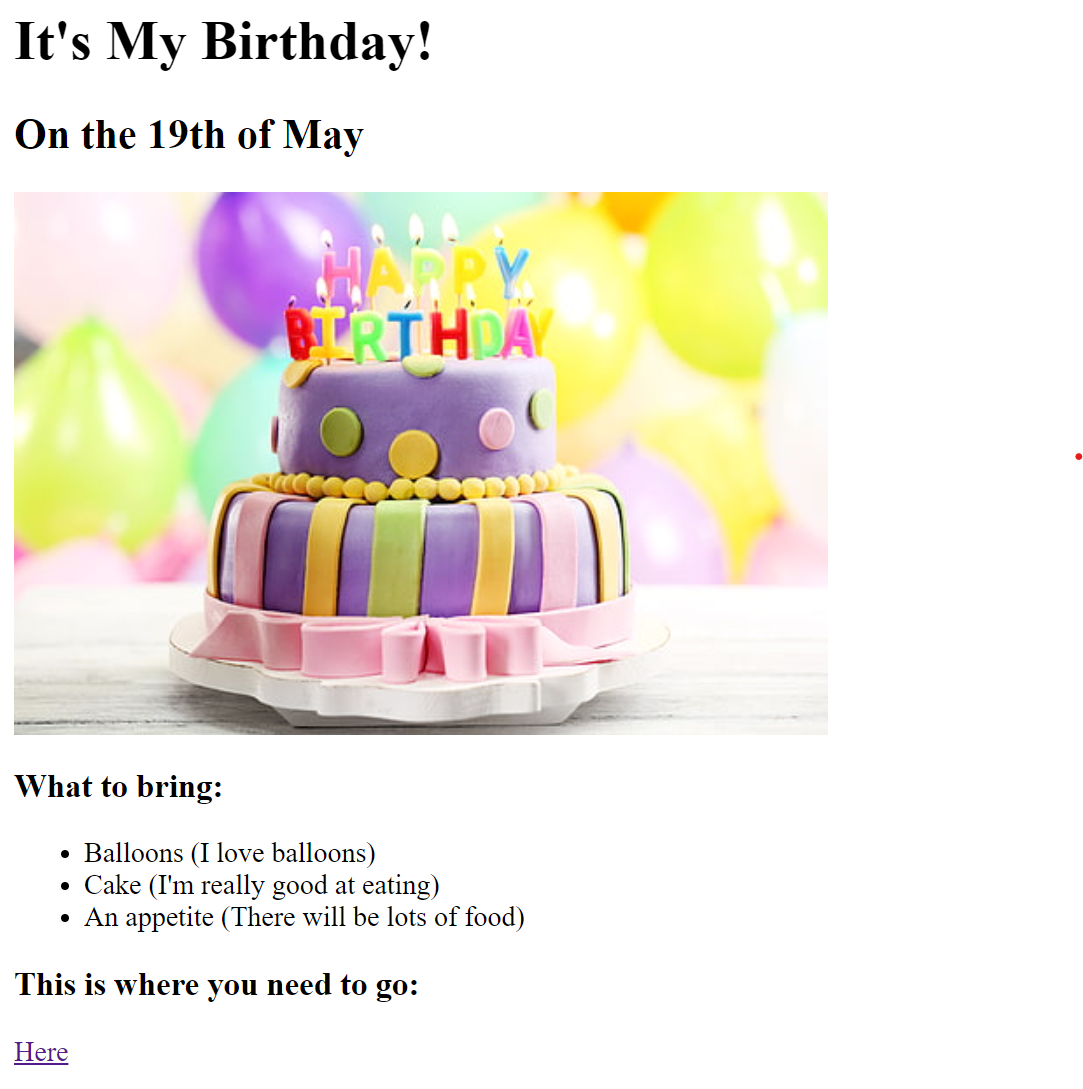 It's My Birthday!
On the 19th of May
HAPPY
BIRTHDAY
What to bring:
Balloons (I love balloons)
Cake (I'm really good at eating)
An appetite (There will be lots of food)
This is where you need to go:
Here